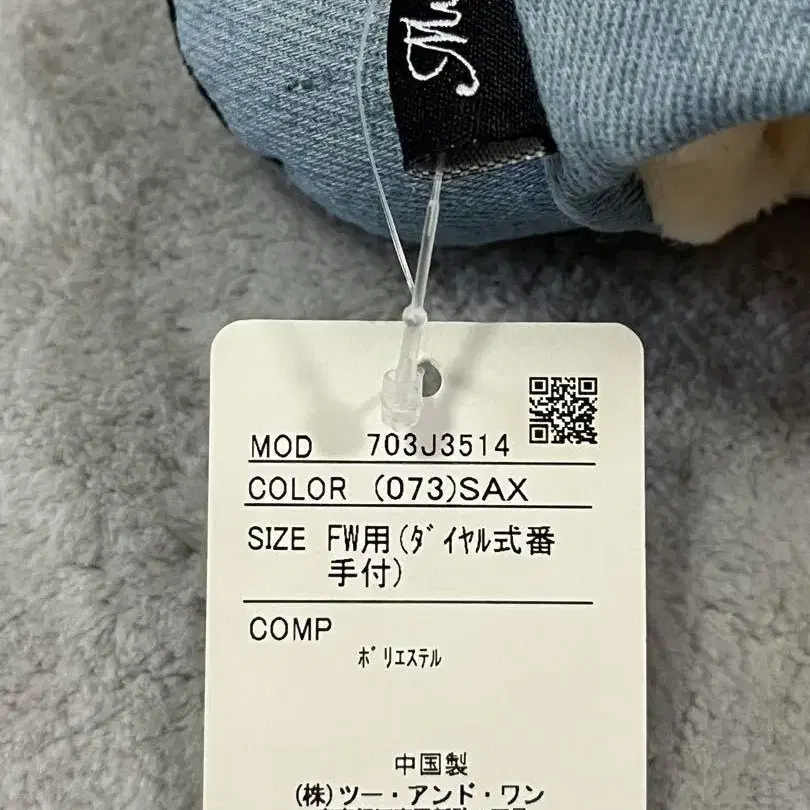 MOD 703J3514
COLOR (073)SAX
SIZE FW用(ﾀﾞｲﾔﾙ式番
手付)
COMP
ﾎﾟﾘｴｽﾃﾙ
中国製
(株)ツー・アンド・ワン